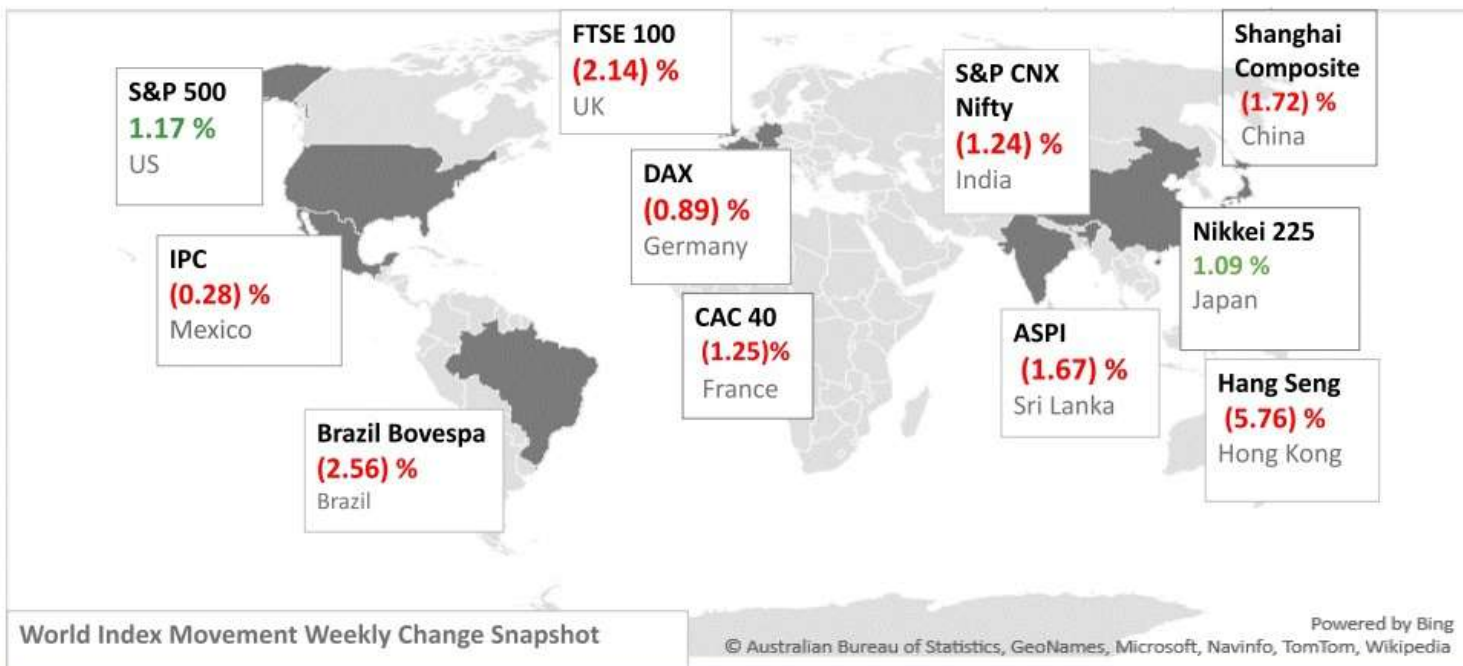 FTSE 100
(2.14) %
UK
Shanghai
Composite
(1.72) %
China
S&P CNX
Nifty
(1.24) %
India
S&P 500
1.17 %
US
DAX
(0.89) %
Germany
Nikkei 225
1.09 %
Japan
IPC
(0.28) %
Mexico
CAC 40
(1.25)%
France
ASPI
(1.67) %
Sri Lanka
Hang Seng
(5.76) %
Hong Kong
Brazil Bovespa
(2.56) %
Brazil
World Index Movement Weekly Change Snapshot
Powered by Bing
© Australian Bureau of Statistics, GeoNames, Microsoft, Navinfo, TomTom, Wikipedia